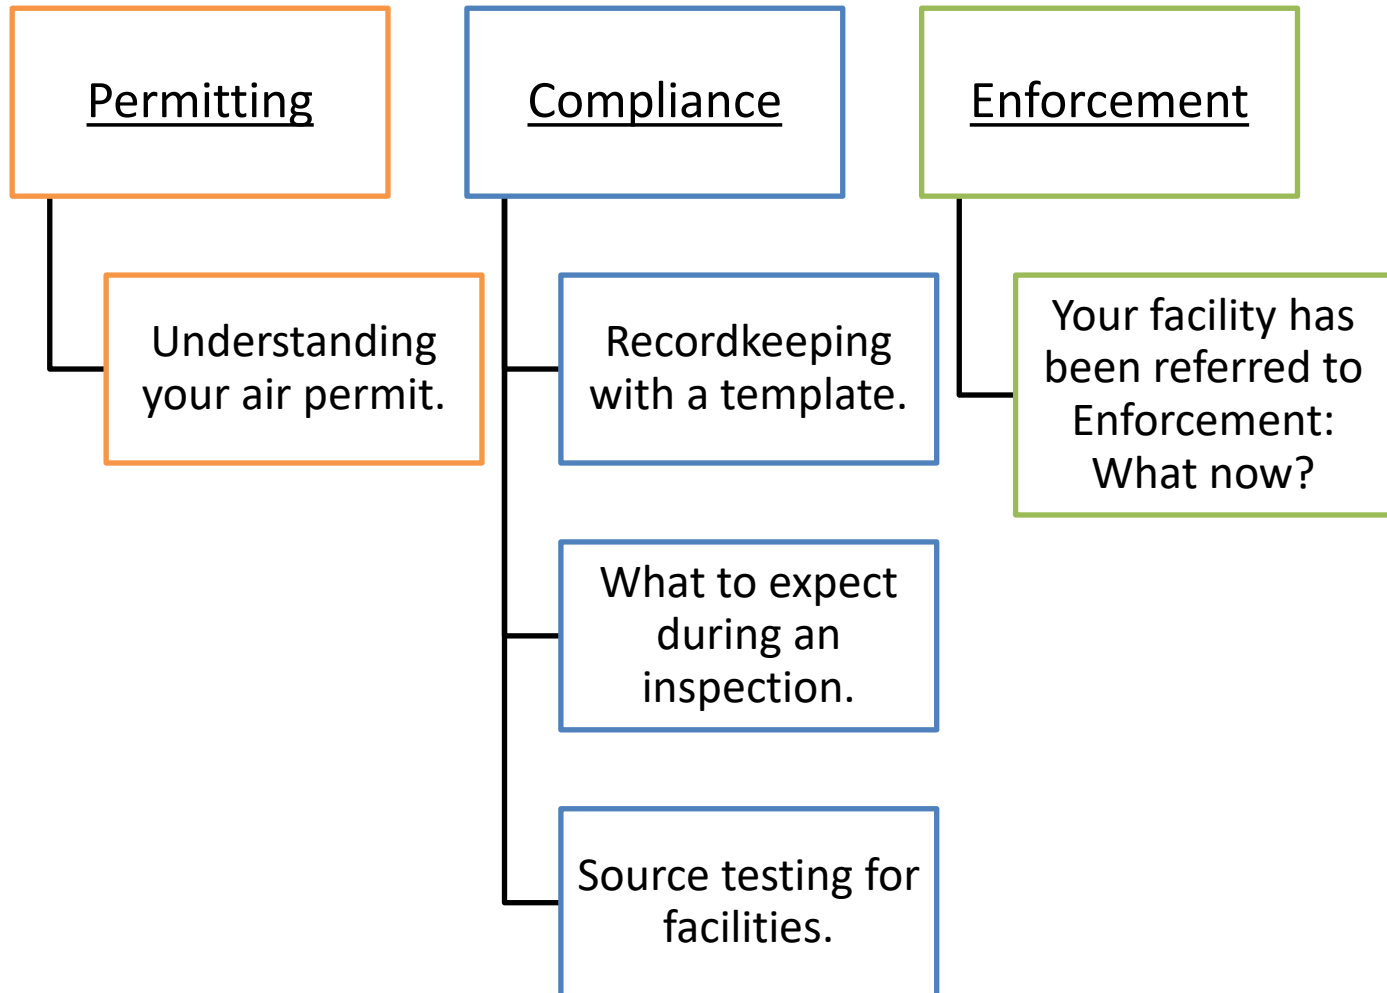 Permitting
Understanding
your air permit.
Compliance
Recordkeeping
with a template.
What to expect
during an
inspection.
Source testing for
facilities.
Enforcement
Your facility has
been referred to
Enforcement:
What now?